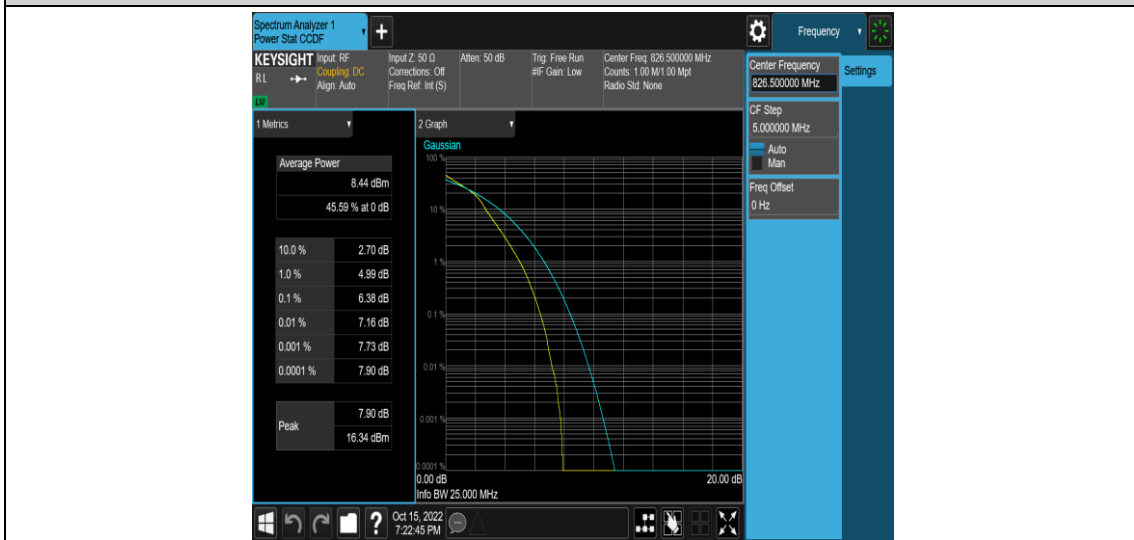 Spectrum Analyzer 1
Power Stat CCDF
+
Frequency
KEYSIGHT
RL
LXI
Input: RF
Coupling: DC
Align: Auto
Input Z: 50 Ω
Corrections: Off
Freq Ref: Int (S)
Atten: 50 dB
Trig: Free Run
#IF Gain: Low
Center Freq: 826.500000 MHz
Counts: 1.00 M/1.00 Mpt
Radio Std: None
Center Frequency
826.500000 MHz
Settings
CF Step
5.000000 MHz
Auto
Man
Freq Offset
0 Hz
1 Metrics
Average Power
8.44 dBm
45.59 % at 0 dB
10.0 % 2.70 dB
1.0 % 4.99 dB
0.1 % 6.38 dB
0.01 % 7.16 dB
0.001 % 7.73 dB
0.0001 % 7.90 dB
Peak
7.90 dB
16.34 dBm
2 Graph
Gaussian
100 %
10 %
1 %
0.1 %
0.01 %
0.001 %
0.0001 %
0.00 dB 20.00 dB
Info BW 25.000 MHz
?
Oct 15, 2022
7:22:45 PM